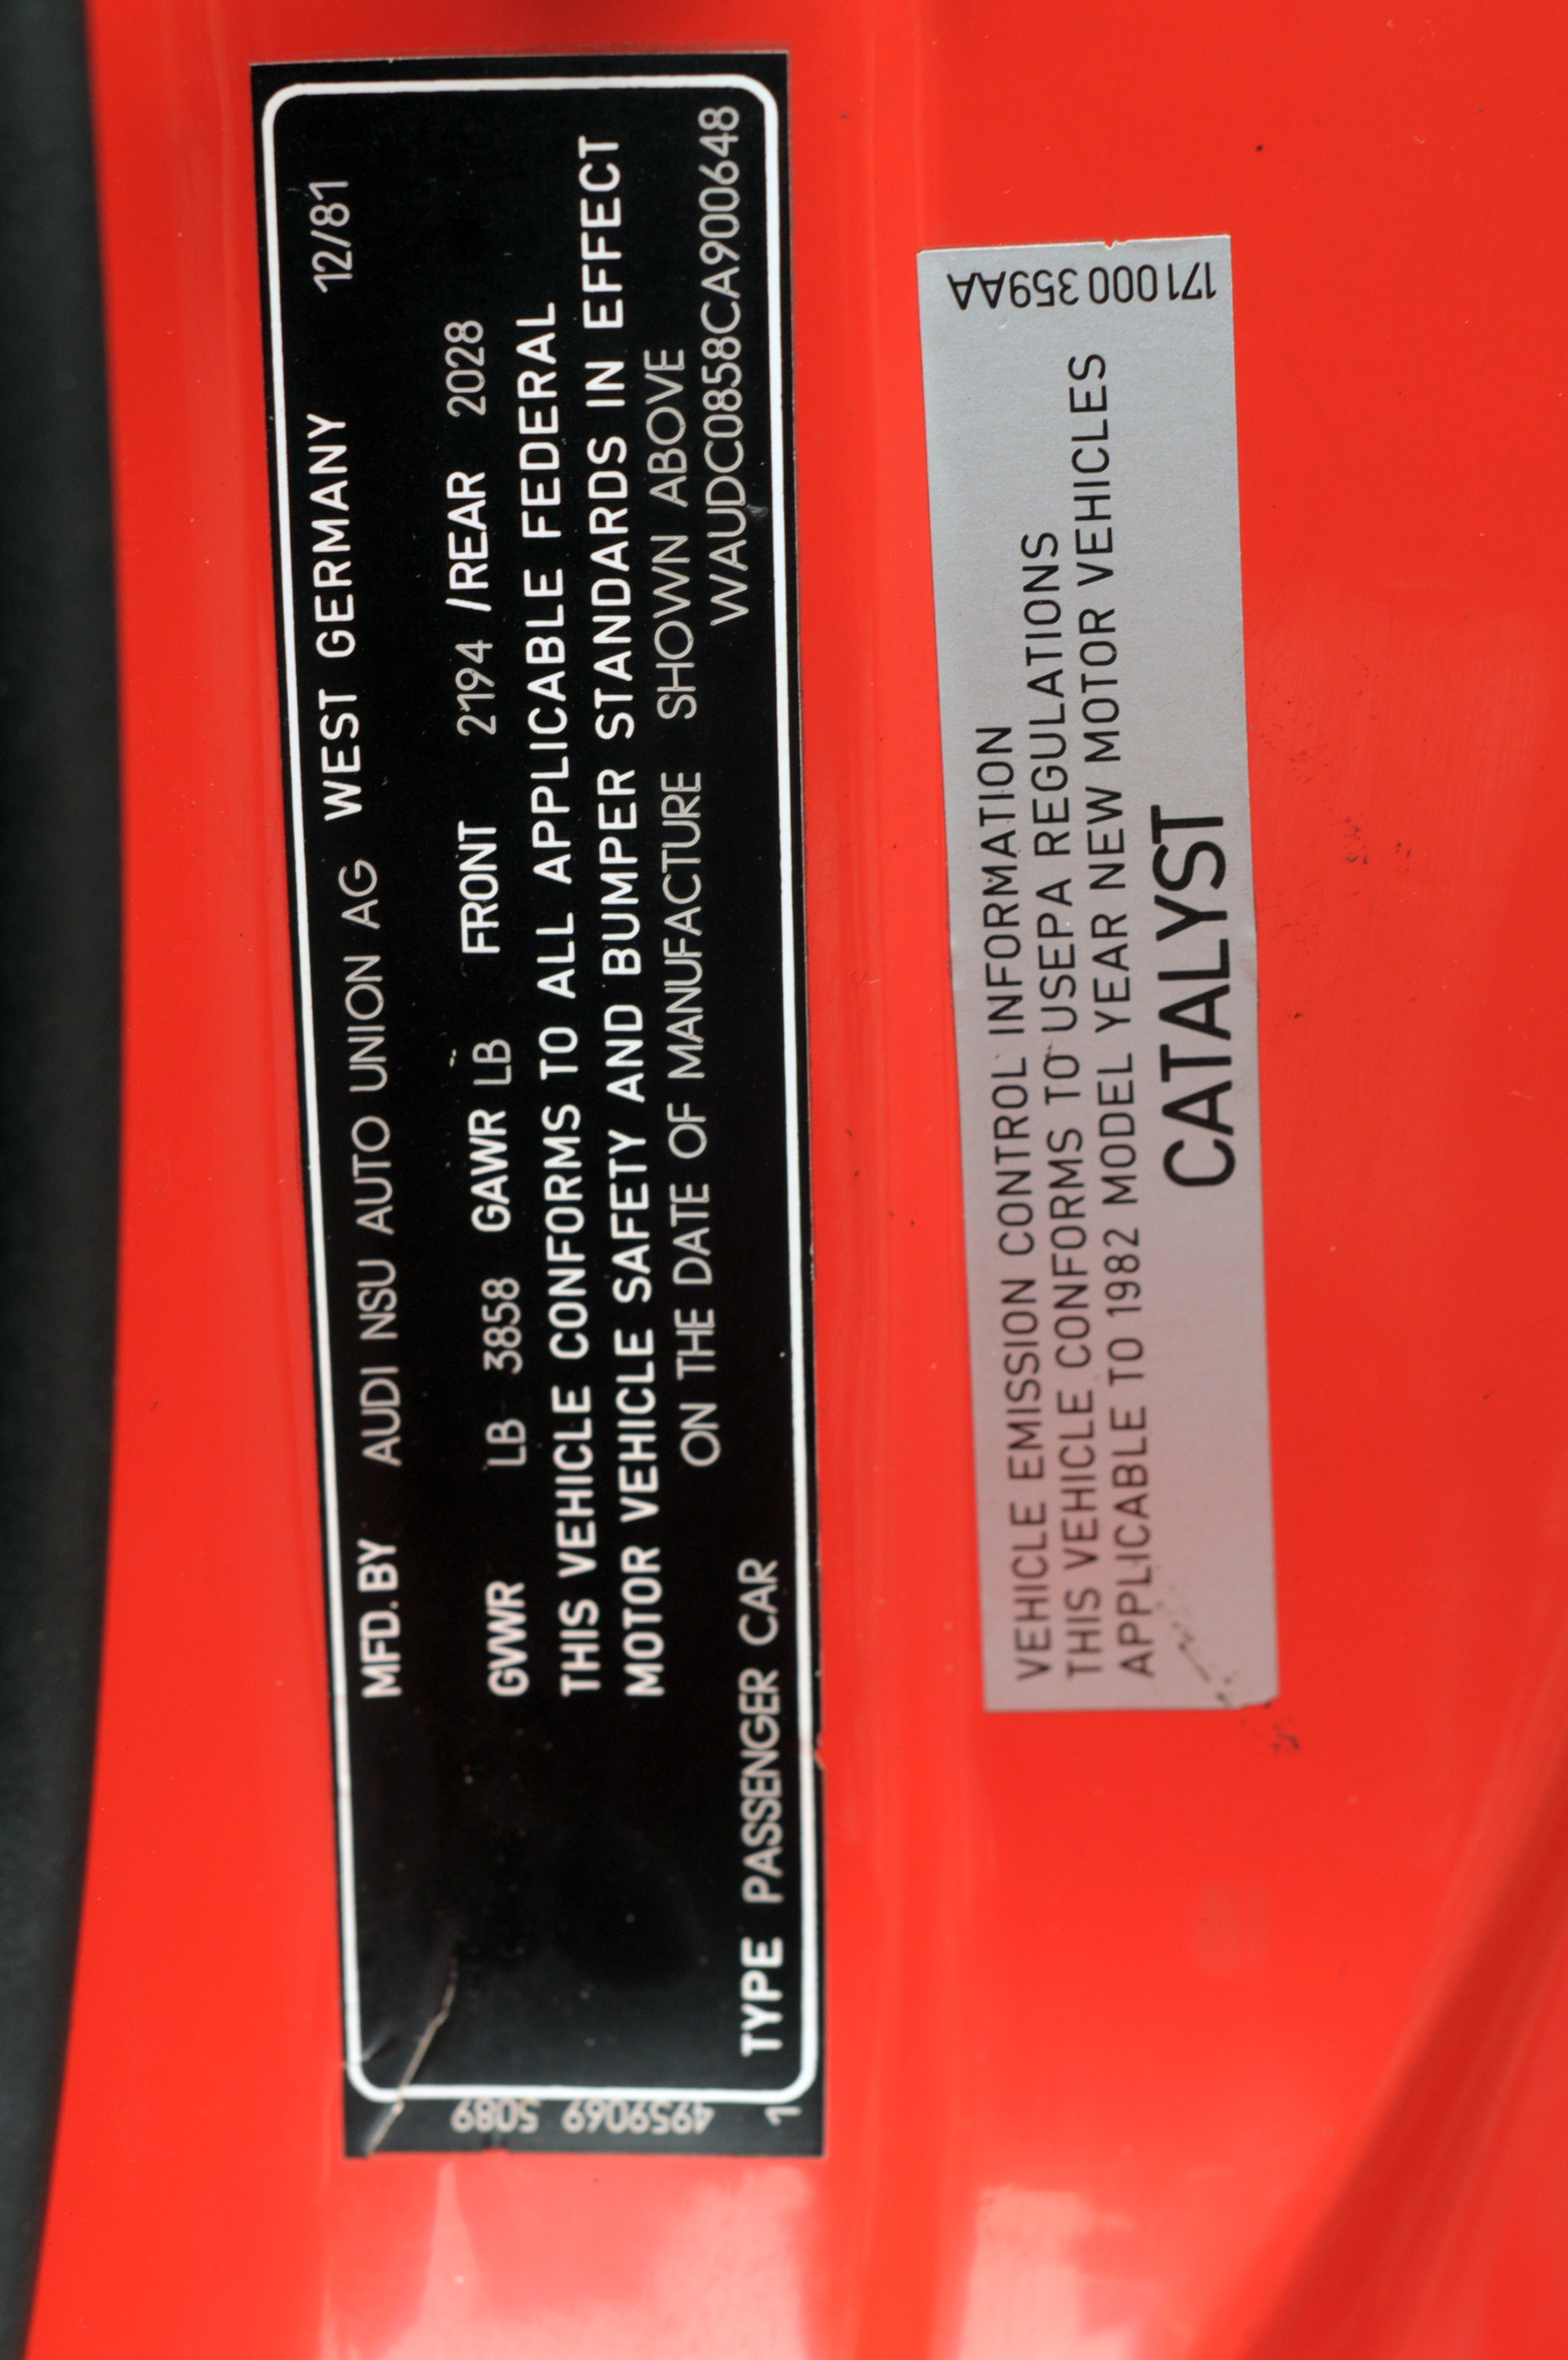 MFD. BY AUDI NSU AUTO UNION AG WEST GERMANY 12/81
GVWR LB 3858 GAWR LB FRONT 2194 /REAR 2028
THIS VEHICLE CONFORMS TO ALL APPLICABLE FEDERAL
MOTOR VEHICLE SAFETY AND BUMPER STANDARDS IN EFFECT
ON THE DATE OF MANUFACTURE SHOWN ABOVE
WAUDC0858CA900648
TYPE PASSENGER CAR
4959069 5089
1
VEHICLE EMISSION CONTROL INFORMATION
THIS VEHICLE CONFORMS TO USEPA REGULATIONS
APPLICABLE TO 1982 MODEL YEAR NEW MOTOR VEHICLES
CATALYST
171 000 359AA